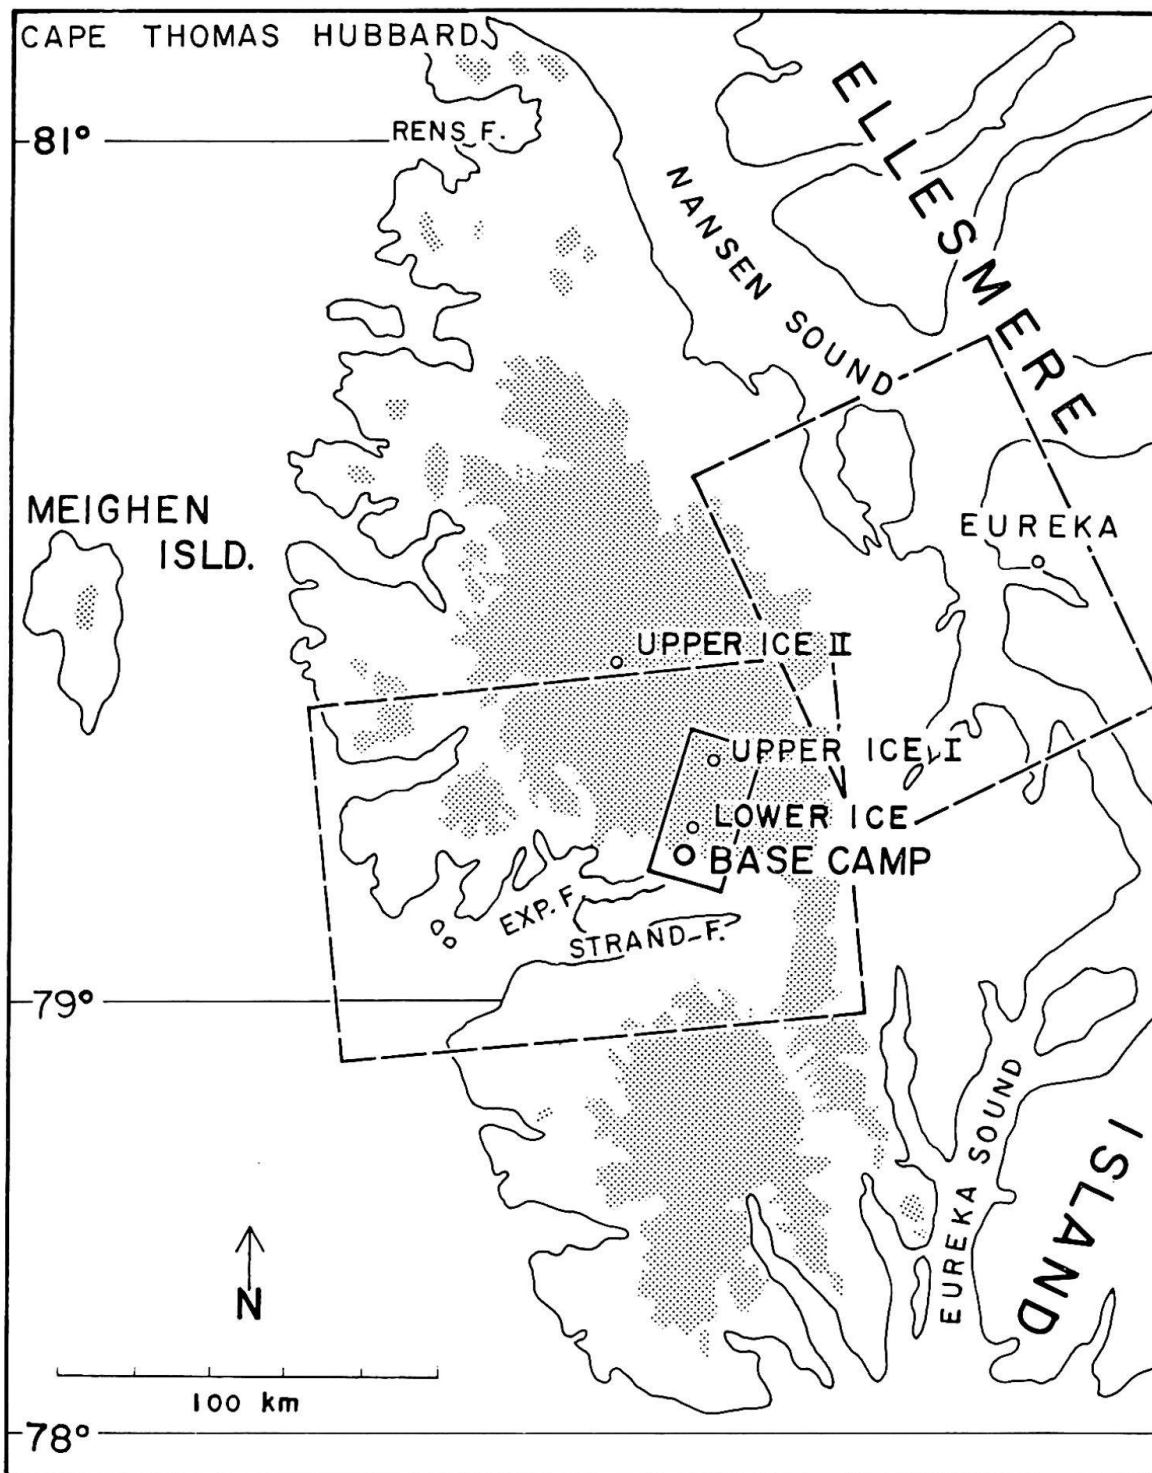 CAPE THOMAS HUBBARD
ELLESMERE
RENS F.
81°
NANSEN SOUND
MEIGHEN
ISLD.
EUREKA
UPPER ICE II
UPPER ICE I
LOWER ICE
BASE CAMP
EXP. F.
STRAND F.
79°
EUREKA SOUND
ISLAND
N
100 km
78°